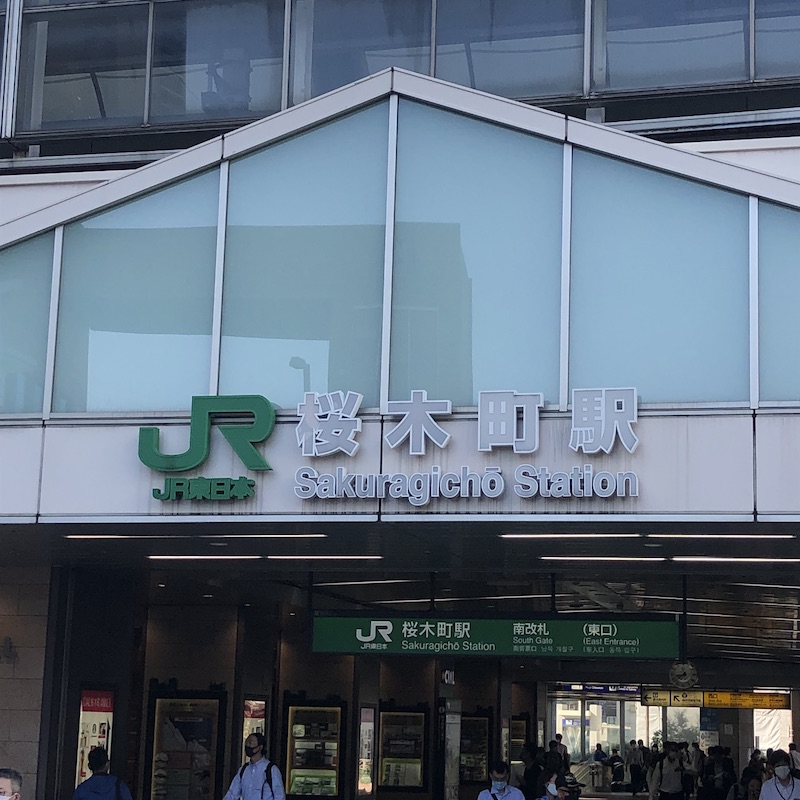 JR 桜木町駅
JR東日本 Sakuragichō Station
JR 桜木町駅 南改札 (東口)
JR東日本 Sakuragichō Station South Gate (East Entrance)